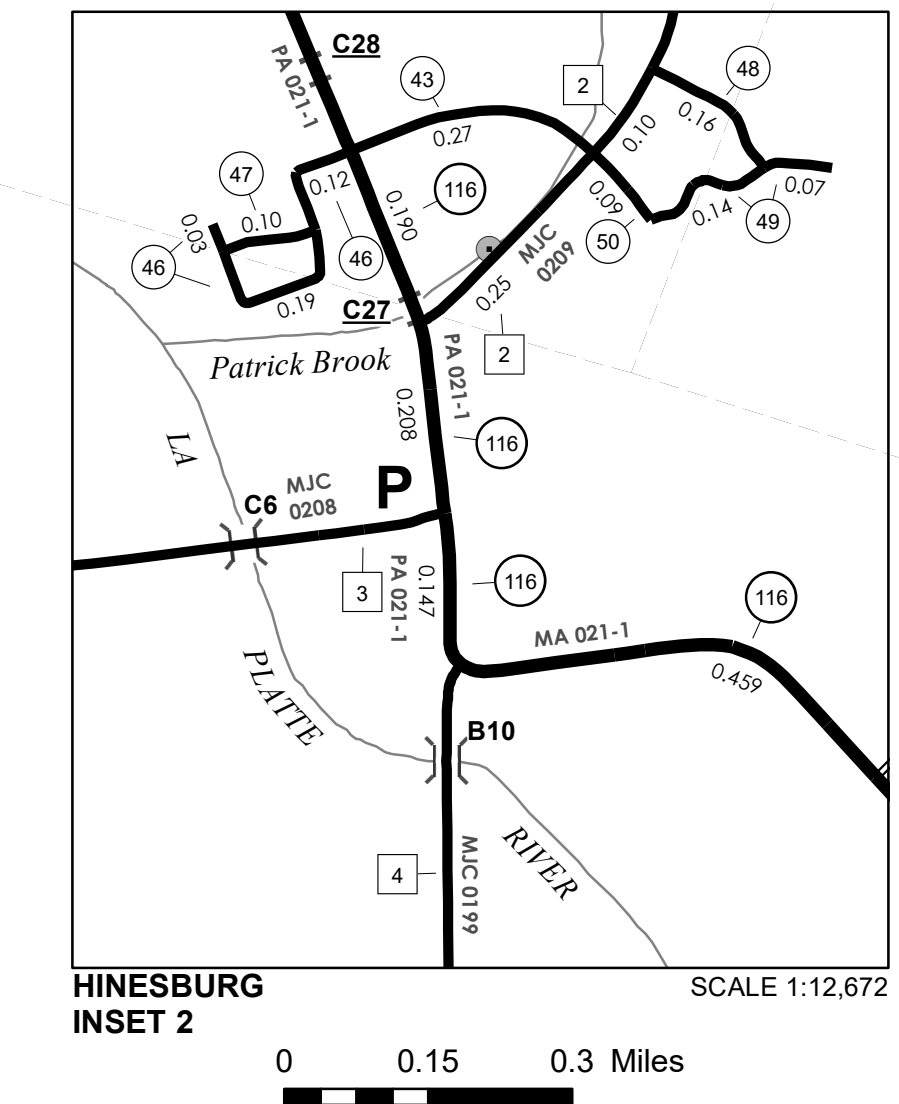 C28
PA 021-1
43
2
48
0.27
0.10
0.16
47
0.12
116
0.190
0.10
0.03
46
46
0.19
0.09
50
0.14
49
0.07
MJC
0209
0.25
2
C27
Patrick Brook
PA 021-1
0.208
116
LA
P
MJC
0208
C6
3
PA 021-1
0.147
116
116
MA 021-1
0.459
PLATTE
B10
RIVER
4
MJC 0199
HINESBURG
INSET 2
SCALE 1:12,672
0 0.15 0.3 Miles